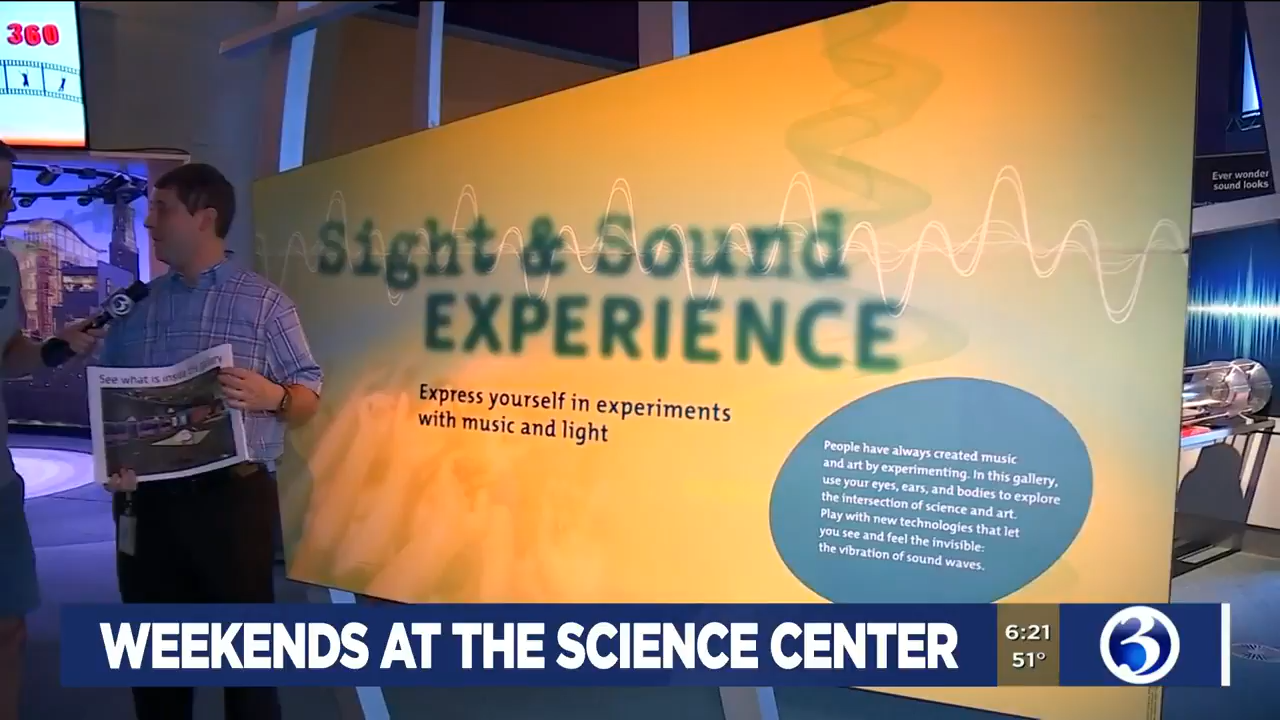 360
Ever wonder
sound looks
Sight & Sound
EXPERIENCE
3
See what is inside the gallery
Express yourself in experiments
with music and light
People have always created music
and art by experimenting. In this gallery,
use your eyes, ears, and bodies to explore
the intersection of science and art.
Play with new technologies that let
you see and feel the invisible:
the vibration of sound waves.
WEEKENDS AT THE SCIENCE CENTER
6:21
51°
3